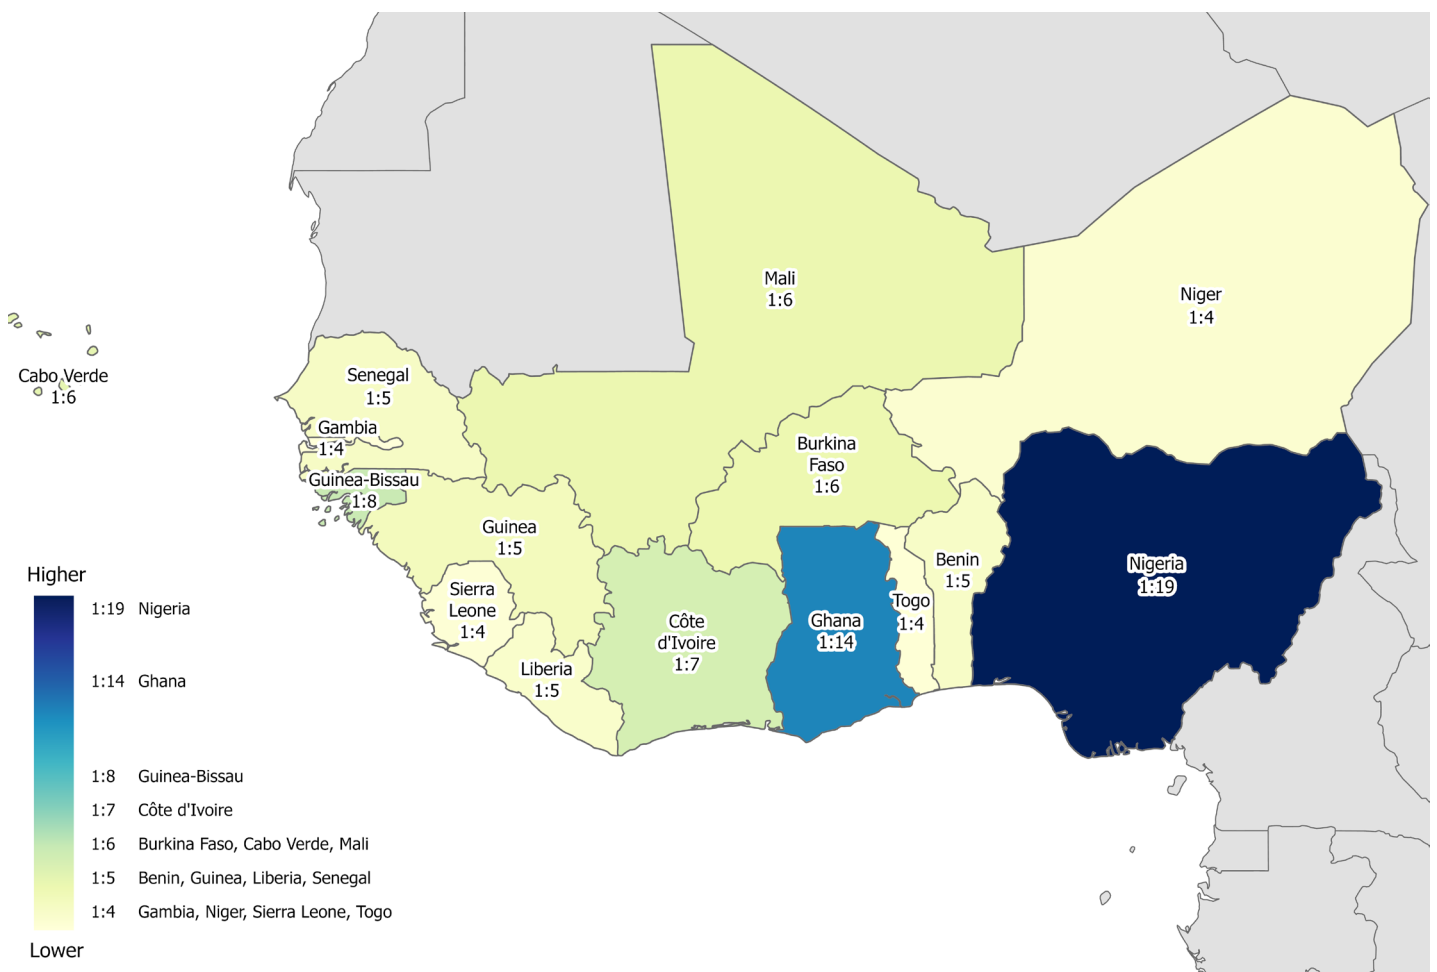 Mali
1:6
Niger
1:4
Cabo Verde
1:6
Senegal
1:5
Gambia
1:4
Guinea-Bissau
1:8
Burkina
Faso
1:6
Guinea
1:5
Sierra
Leone
1:4
Liberia
1:5
Côte
d'Ivoire
1:7
Ghana
1:14
Togo
1:4
Benin
1:5
Nigeria
1:19
Higher
1:19 Nigeria
1:14 Ghana
1:8 Guinea-Bissau
1:7 Côte d'Ivoire
1:6 Burkina Faso, Cabo Verde, Mali
1:5 Benin, Guinea, Liberia, Senegal
1:4 Gambia, Niger, Sierra Leone, Togo
Lower